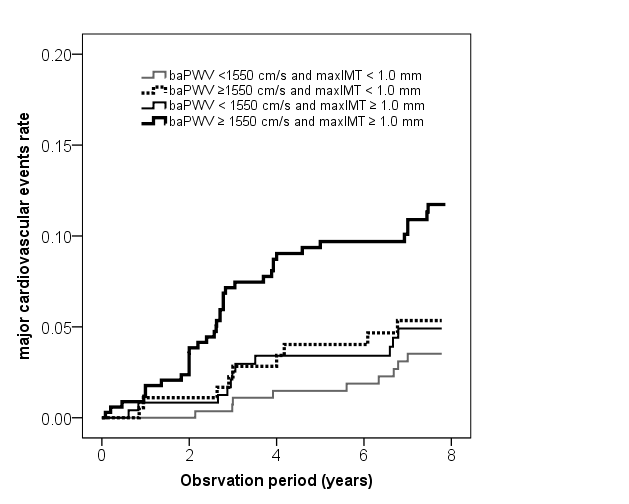 0.20
baPWV <1550 cm/s and maxIMT < 1.0 mm
baPWV ≥1550 cm/s and maxIMT < 1.0 mm
baPWV < 1550 cm/s and maxIMT ≥ 1.0 mm
baPWV ≥ 1550 cm/s and maxIMT ≥ 1.0 mm
0.15
0.10
0.05
0.00
major cardiovascular events rate
0 2 4 6 8
Obsrvation period (years)